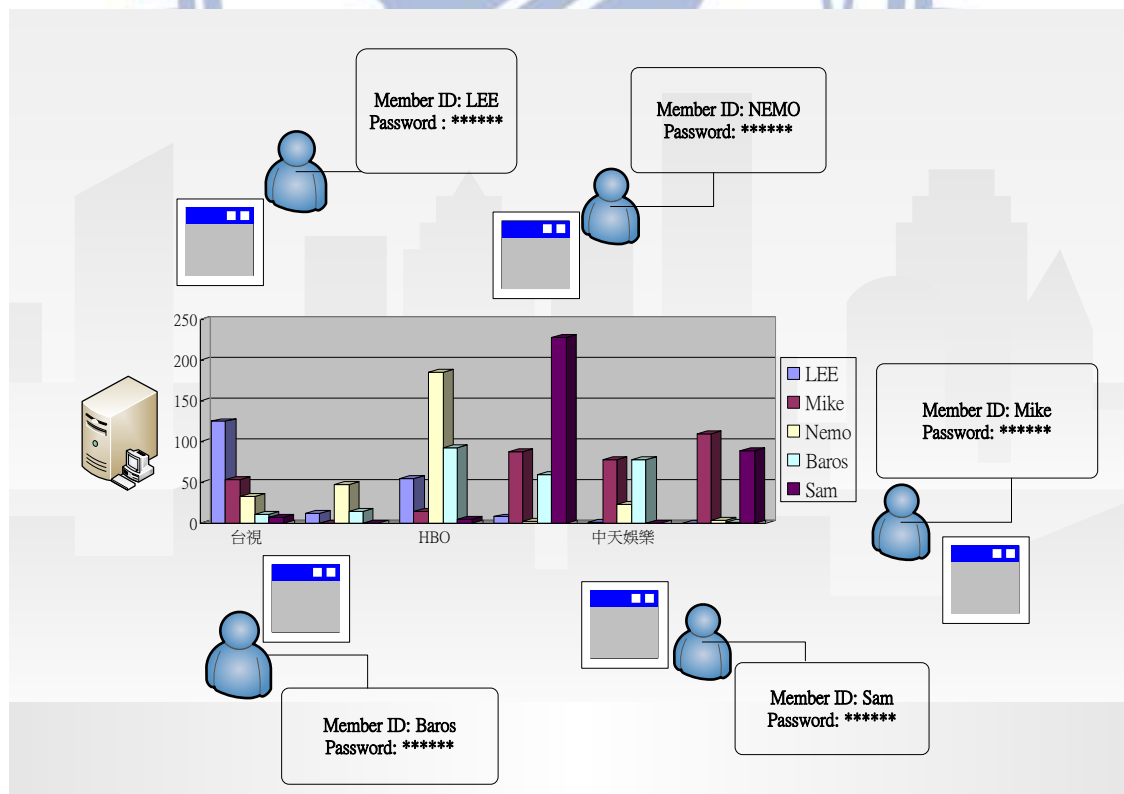 Member ID: LEE
Password : ******
Member ID: NEMO
Password: ******
250
200
150
100
50
0
台視
HBO
中天娛樂
LEE
Mike
Nemo
Baros
Sam
Member ID: Mike
Password: ******
Member ID: Baros
Password: ******
Member ID: Sam
Password: ******